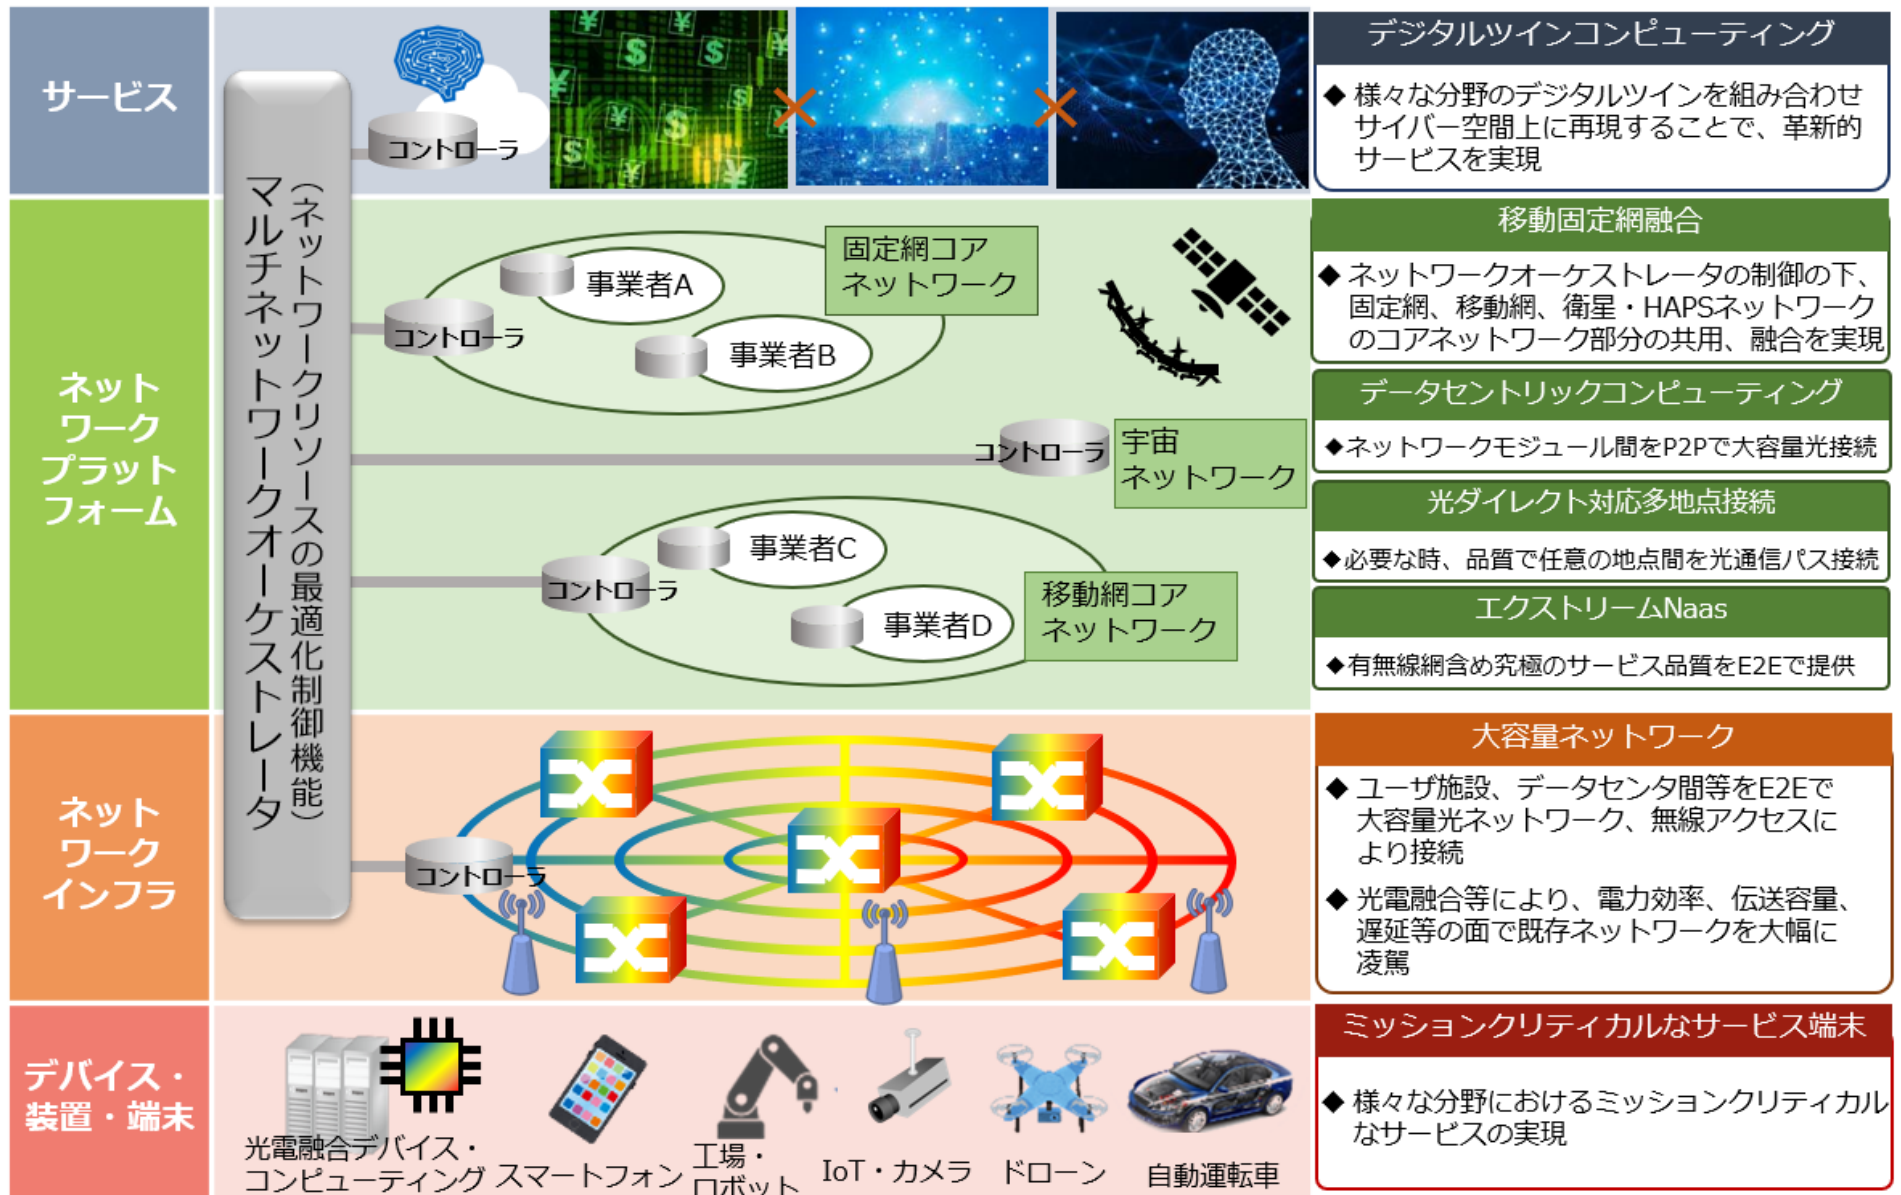 サービス
コントローラ
デジタルツインコンピューティング
◆ 様々な分野のデジタルツインを組み合わせ
サイバー空間上に再現することで、革新的
サービスを実現
マルチネットワークオーケストレータ
（ネットワークリソースの最適化制御機能）
ネット
ワーク
プラット
フォーム
コントローラ
事業者A
事業者B
固定網コア
ネットワーク
コントローラ
宇宙
ネットワーク
コントローラ
事業者C
事業者D
移動網コア
ネットワーク
移動固定網融合
◆ ネットワークオーケストレータの制御の下、
固定網、移動網、衛星・HAPSネットワーク
のコアネットワーク部分の共用、融合を実現
データセントリックコンピューティング
◆ネットワークモジュール間をP2Pで大容量光接続
光ダイレクト対応多地点接続
◆必要な時、品質で任意の地点間を光通信パス接続
エクストリームNaas
◆有無線網含め究極のサービス品質をE2Eで提供
ネット
ワーク
インフラ
コントローラ
大容量ネットワーク
◆ ユーザ施設、データセンタ間等をE2Eで
大容量光ネットワーク、無線アクセスに
より接続
◆ 光電融合等により、電力効率、伝送容量、
遅延等の面で既存ネットワークを大幅に
凌駕
デバイス・
装置・端末
光電融合デバイス・
コンピューティング
スマートフォン
工場・
ロボット
IoT・カメラ
ドローン
自動運転車
ミッションクリティカルなサービス端末
◆ 様々な分野におけるミッションクリティカル
なサービスの実現